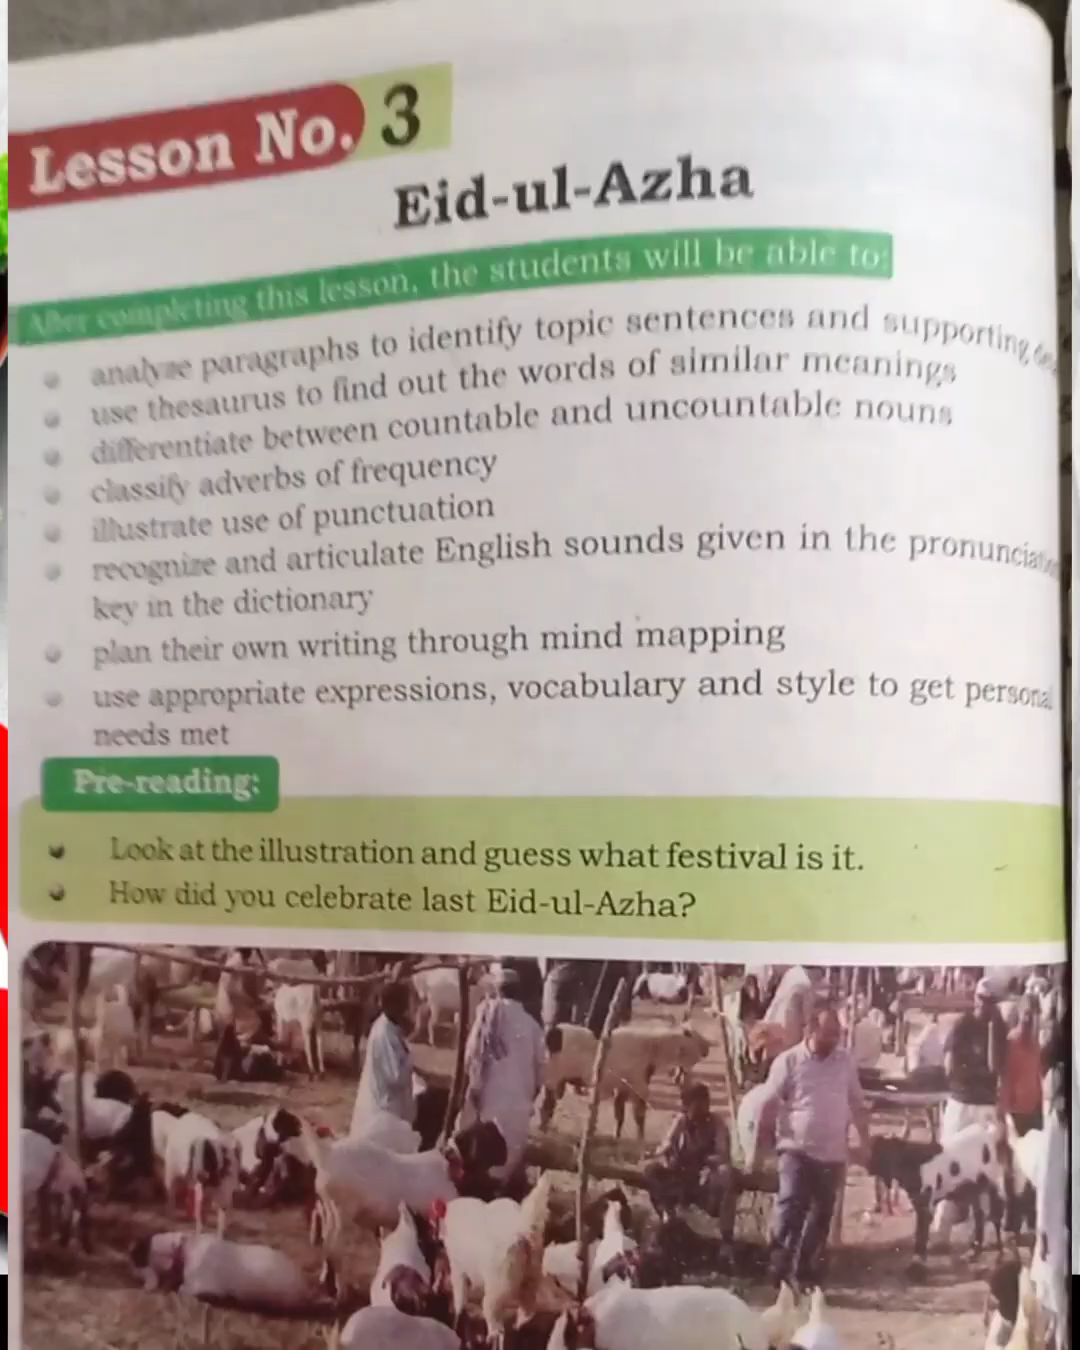 Lesson No. 3
Eid-ul-Azha
After completing this lesson, the students will be able to:
analyze paragraphs to identify topic sentences and supporting
use thesaurus to find out the words of similar meanings
differentiate between countable and uncountable nouns
classify adverbs of frequency
illustrate use of punctuation
recognize and articulate English sounds given in the
key in the dictionary
plan their own writing through mind mapping
use appropriate expressions, vocabulary and style to get personal
needs met
Pre-reading:
Look at the illustration and guess what festival is it.
How did you celebrate last Eid-ul-Azha?